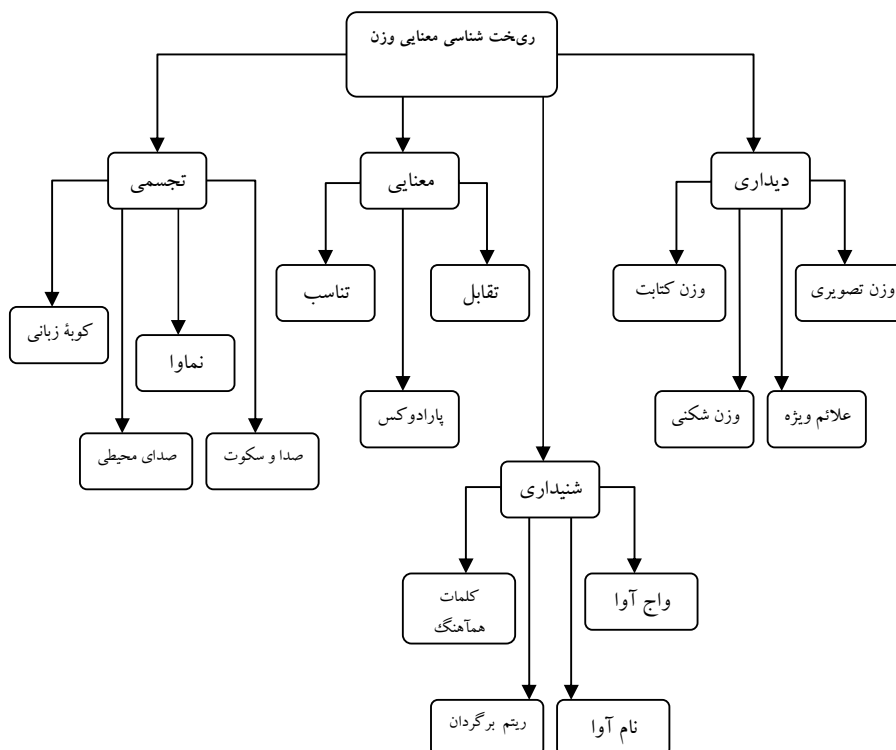 ریخت شناسی معنایی وزن
دیداری
معنایی
تجسمی
وزن تصویری
وزن کتابت
تقابل
تناسب
کوبهٔ زبانی
نماوا
علائم ویژه
وزن شکنی
پارادوکس
صدا و سکوت
صدای محیطی
شنیداری
واج آوا
کلمات
همآهنگ
نام آوا
ریتم برگردان